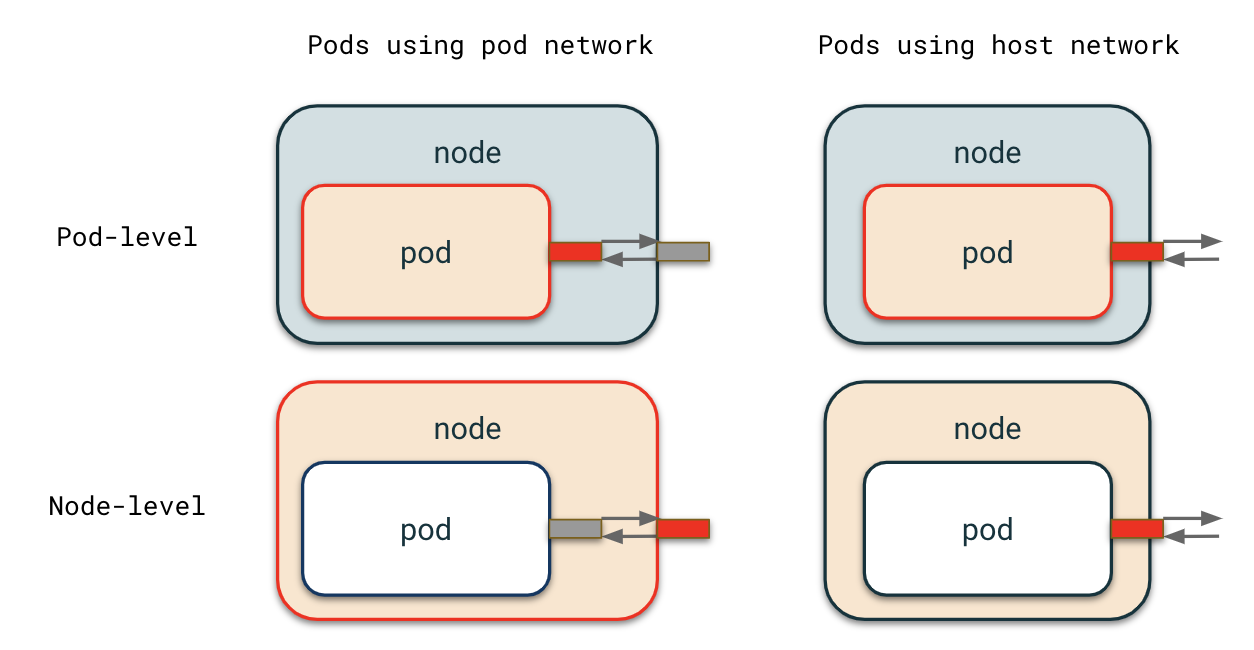 Pods using pod network
Pods using host network
node
node
Pod-level
pod
pod
node
node
Node-level
pod
pod